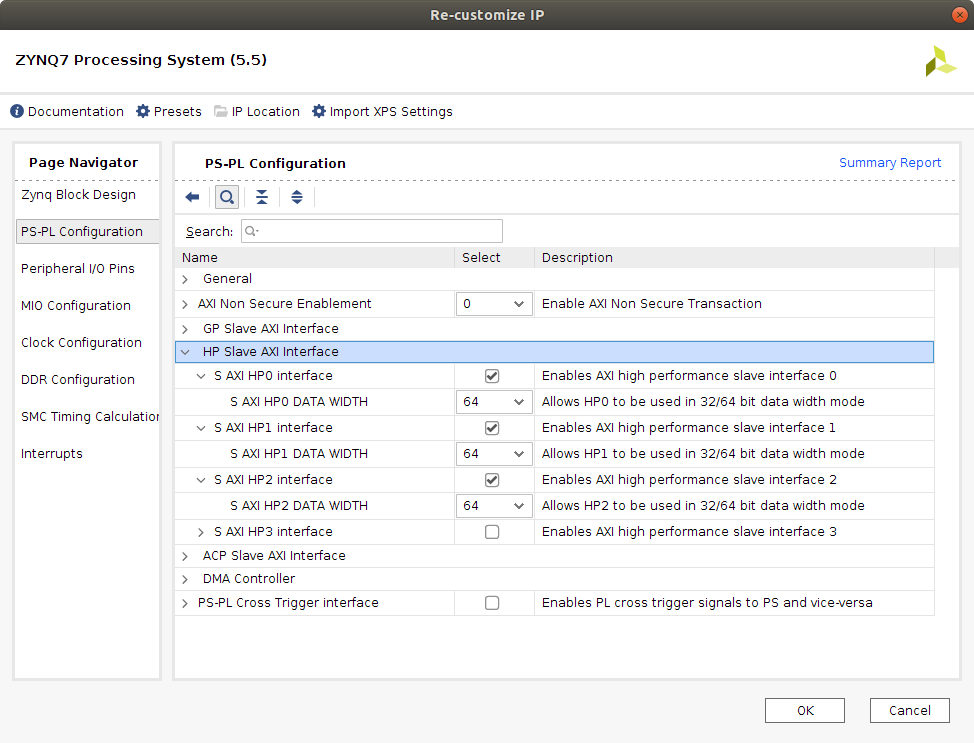 Re-customize IP
ZYNQ7 Processing System (5.5)
Documentation Presets IP Location Import XPS Settings
Page Navigator
Zynq Block Design
PS-PL Configuration
Peripheral I/O Pins
MIO Configuration
Clock Configuration
DDR Configuration
SMC Timing Calculation
Interrupts
PS-PL Configuration Summary Report
Search:
Name Select Description
General
AXI Non Secure Enablement 0 Enable AXI Non Secure Transaction
GP Slave AXI Interface
HP Slave AXI Interface
S AXI HP0 interface Enables AXI high performance slave interface 0
S AXI HP0 DATA WIDTH 64 Allows HP0 to be used in 32/64 bit data width mode
S AXI HP1 interface Enables AXI high performance slave interface 1
S AXI HP1 DATA WIDTH 64 Allows HP1 to be used in 32/64 bit data width mode
S AXI HP2 interface Enables AXI high performance slave interface 2
S AXI HP2 DATA WIDTH 64 Allows HP2 to be used in 32/64 bit data width mode
S AXI HP3 interface Enables AXI high performance slave interface 3
ACP Slave AXI Interface
DMA Controller
PS-PL Cross Trigger interface Enables PL cross trigger signals to PS and vice-versa
OK Cancel